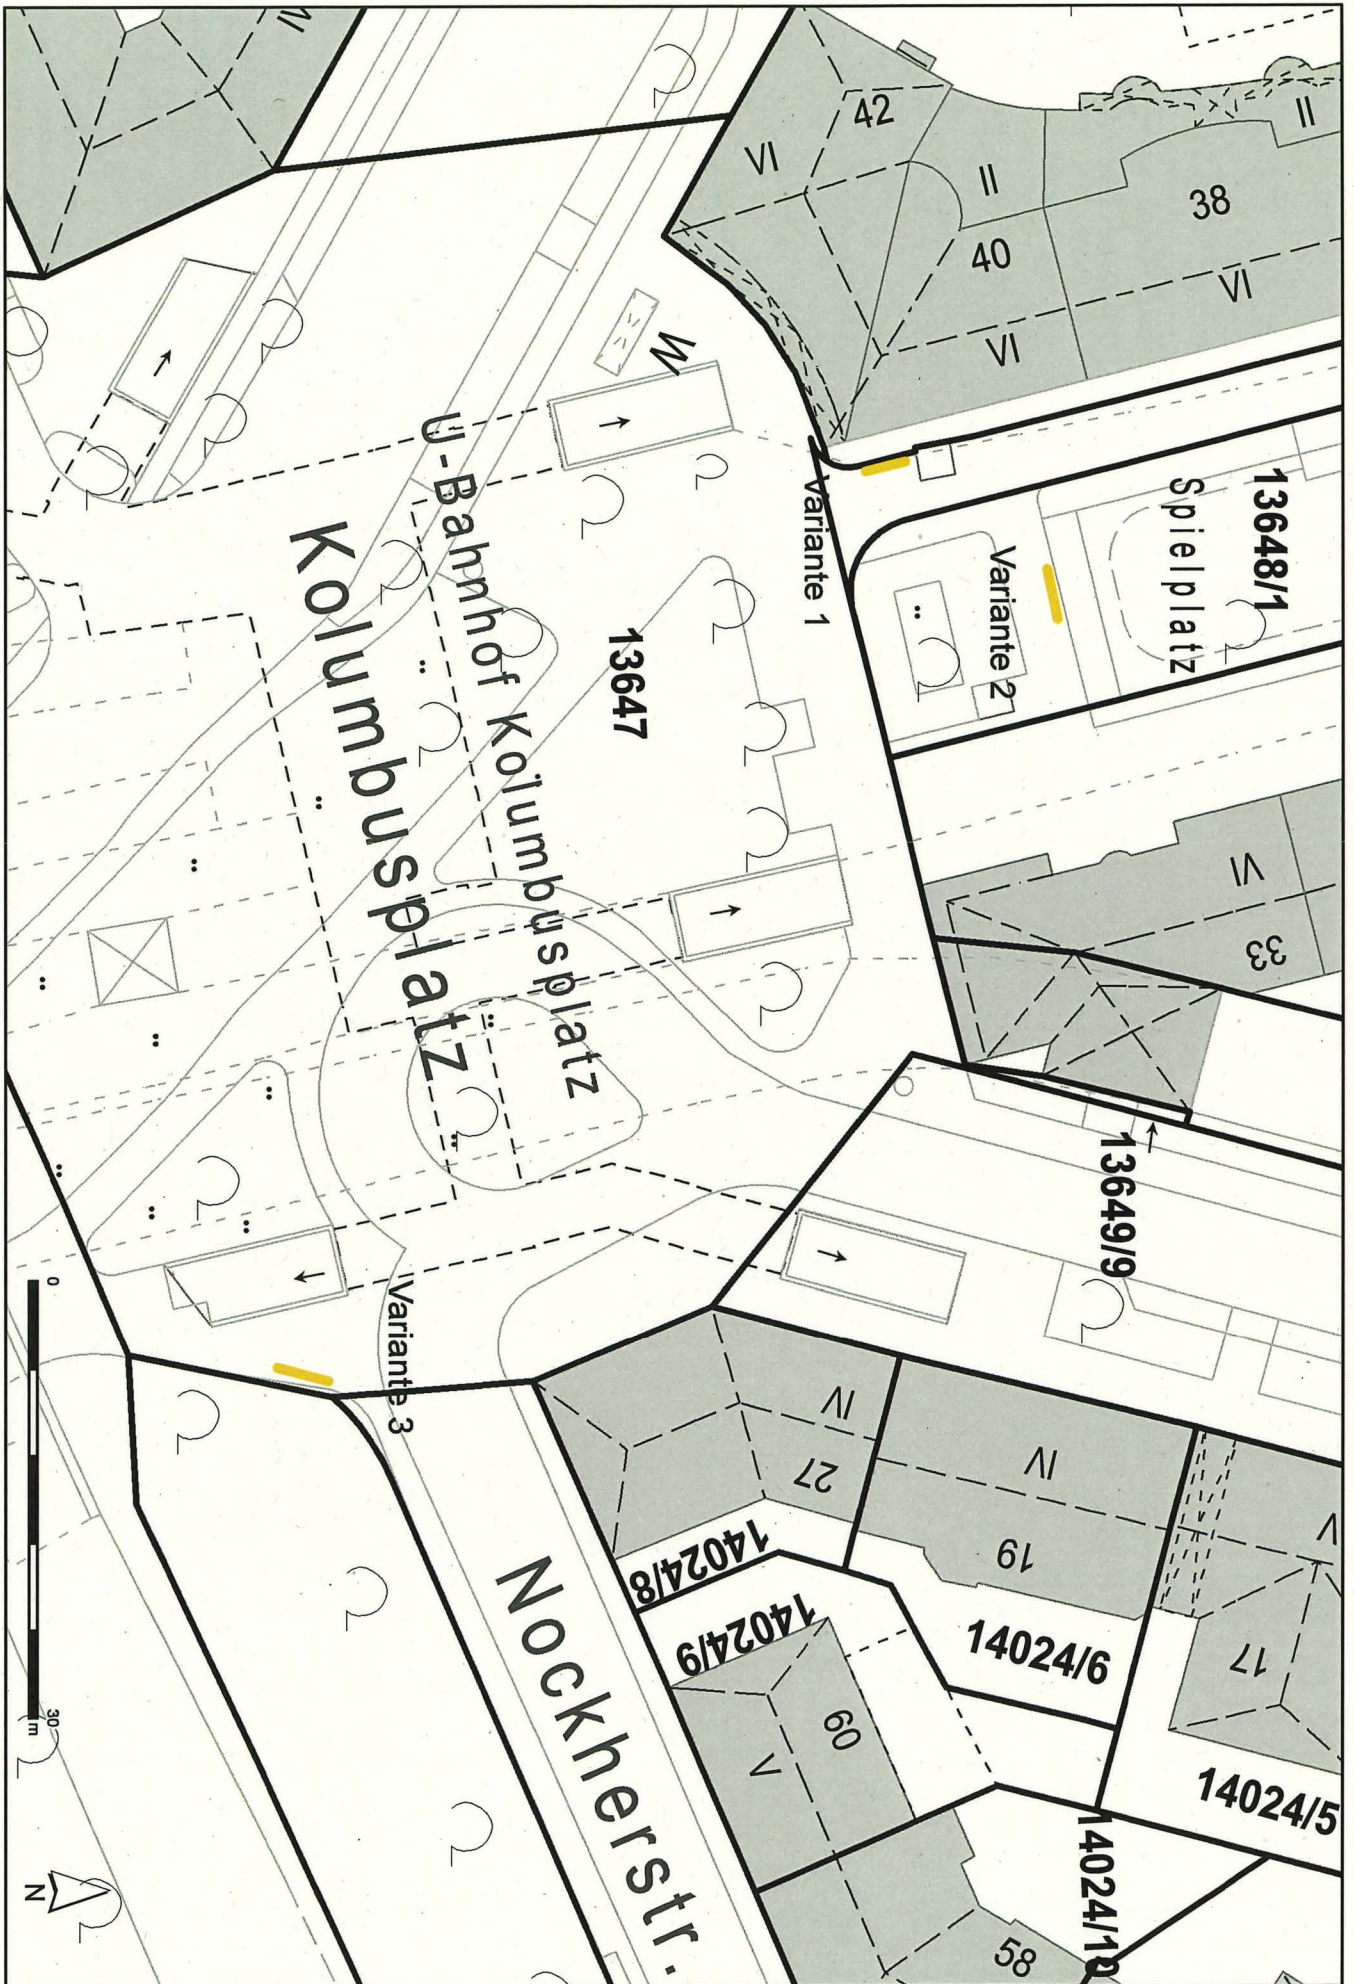 VI
42
VI
II
II
38
40
VI
VI
U-Bahnhof Kolumbusplatz
Kolumbusplatz
13647
Variante 1
Variante 2
Spielplatz
13648/1
VI
33
13649/9
Variante 3
IV
27
IV
19
V
17
14024/8
14024/9
14024/6
14024/5
14024/10
60
V
58
Nockherstr.
0
30
m
N